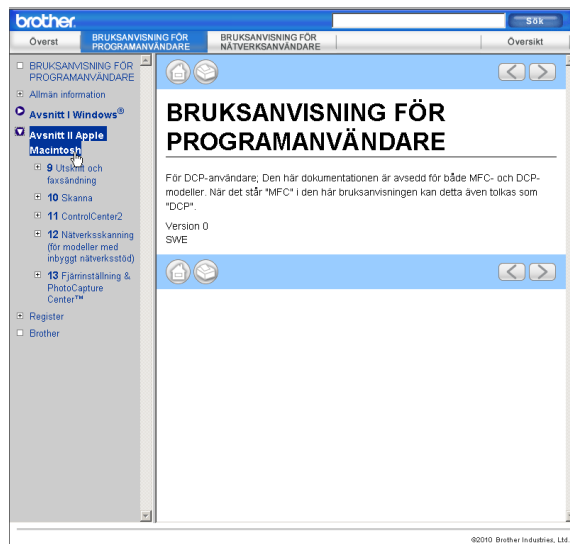 brother.
Sök
Överst
BRUKSANVISNING FÖR
PROGRAMANVÄNDARE
BRUKSANVISNING FÖR
NÄTVERKSANVÄNDARE
Översikt
BRUKSANVISNING FÖR
PROGRAMANVÄNDARE
Allmän information
Avsnitt I Windows®
Avsnitt II Apple
Macintosh
9 Utskrift och
faxsändning
10 Skanna
11 ControlCenter2
12 Nätverksskanning
(för modeller med
inbyggt nätverksstöd)
13 Fjärrinställning &
PhotoCapture
Center™
Register
Brother
BRUKSANVISNING FÖR
PROGRAMANVÄNDARE
För DCP-användare; Den här dokumentationen är avsedd för både MFC- och DCP-
modeller. När det står "MFC" i den här bruksanvisningen kan detta även tolkas som
"DCP".
Version 0
SWE
©2010 Brother Industries, Ltd.